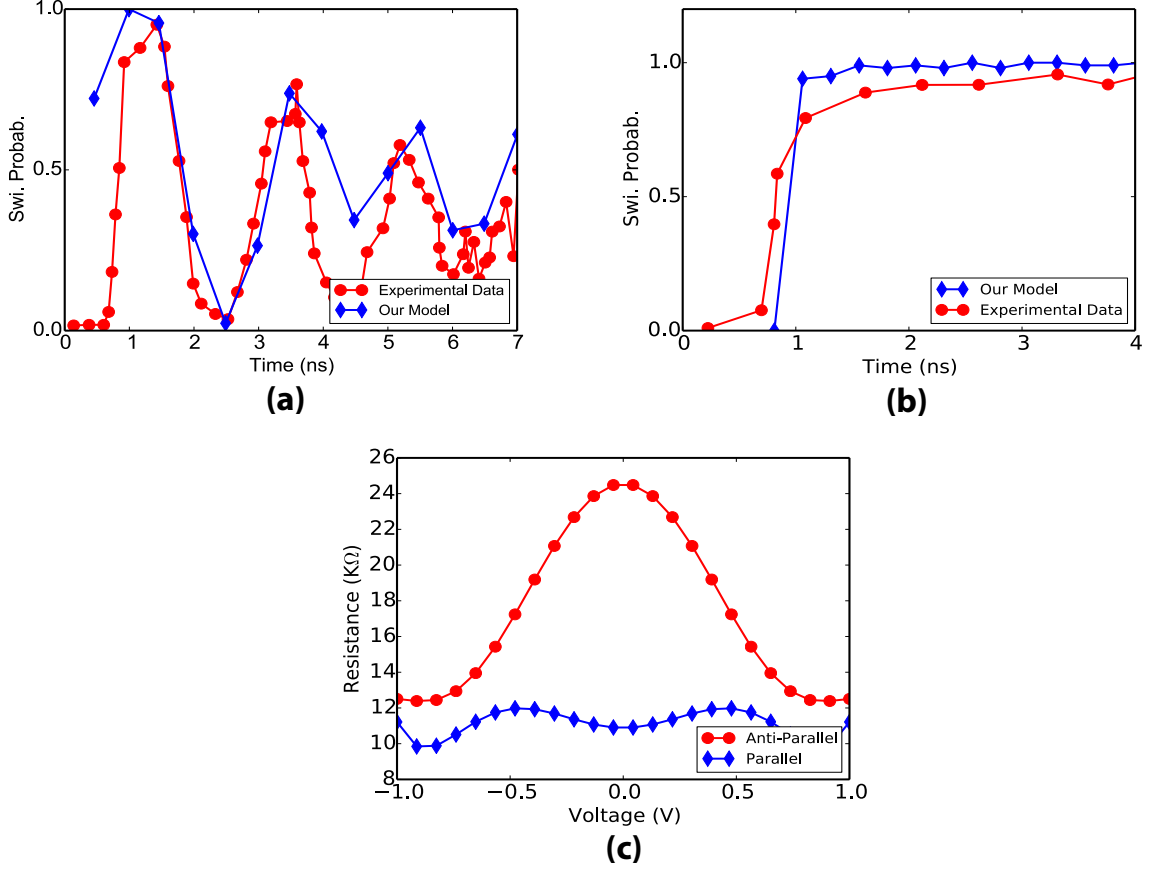 1.0
0.5
0.0
Swi. Probab.
Experimental Data
Our Model
0 1 2 3 4 5 6 7
Time (ns)
(a)
1.0
0.5
0.0
Swi. Probab.
Our Model
Experimental Data
0 1 2 3 4
Time (ns)
(b)
26
24
22
20
18
16
14
12
10
8
Resistance (KΩ)
Anti-Parallel
Parallel
−1.0 −0.5 0.0 0.5 1.0
Voltage (V)
(c)